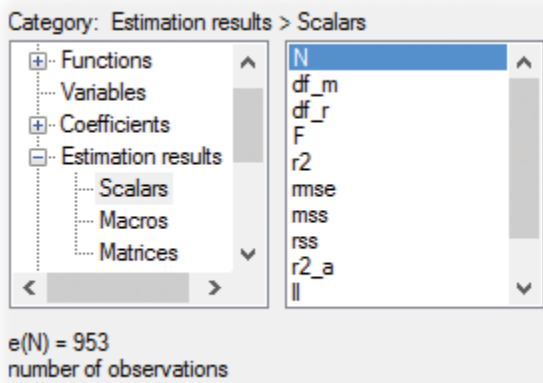 Category: Estimation results > Scalars
Functions
Variables
Coefficients
Estimation results
Scalars
Macros
Matrices
N
df_m
df_r
F
r2
mse
mss
rss
r2_a
ll
e(N) = 953
number of observations